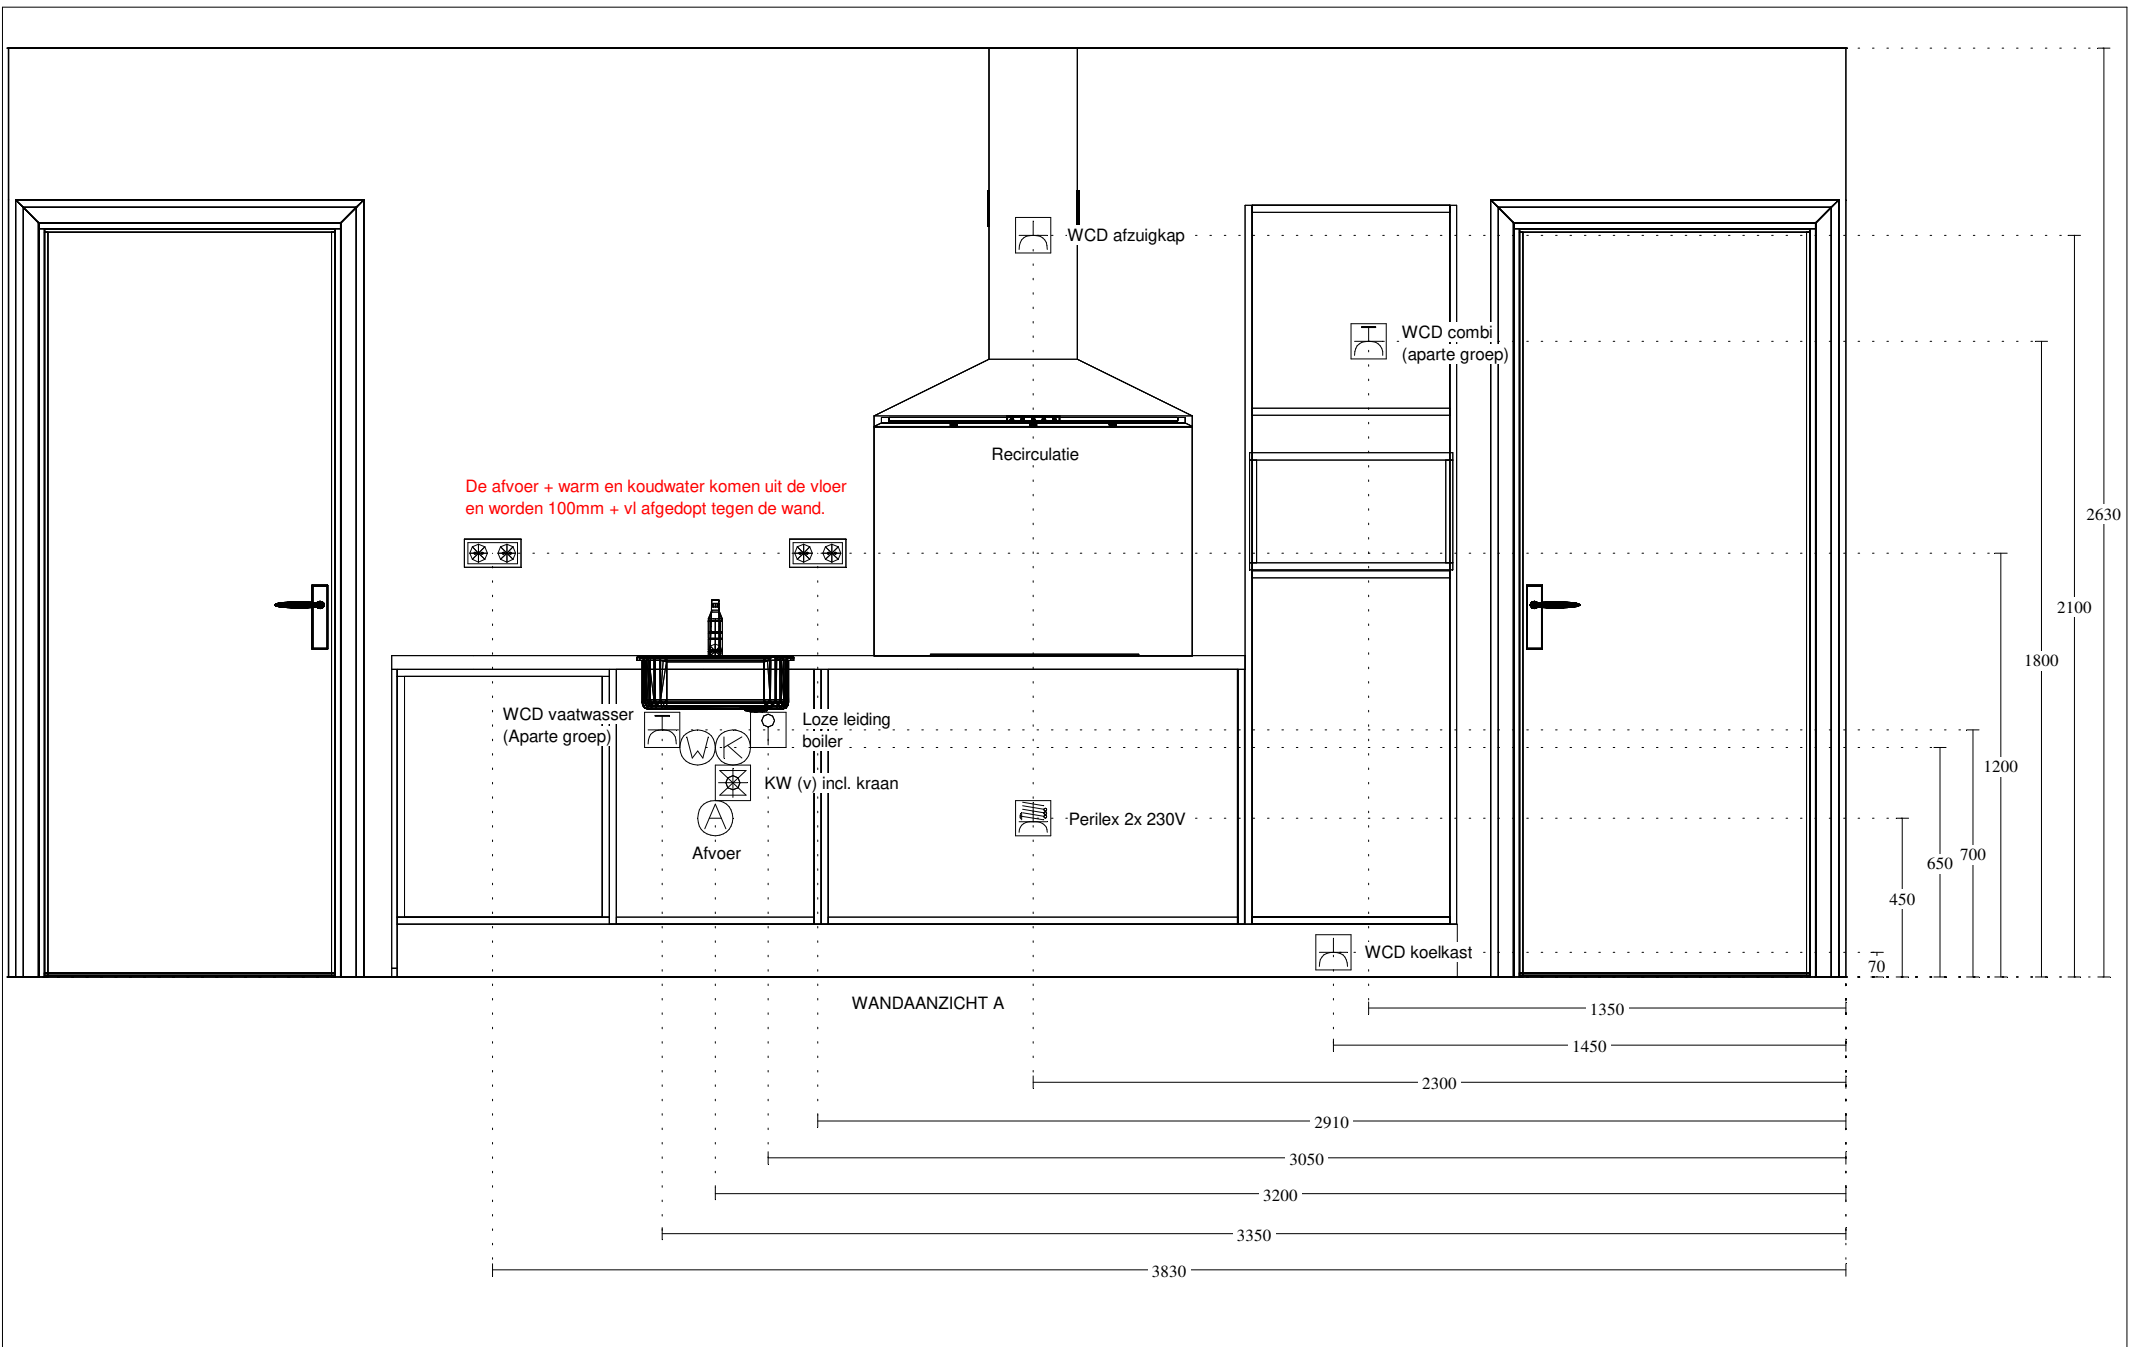 WCD afzuigkap
WCD combi
(aparte groep)
Recirculatie
De afvoer + warm en koudwater komen uit de vloer
en worden 100mm + vl afgedopt tegen de wand.
2630
2100
1800
WCD vaatwasser
(Aparte groep)
Loze leiding
boiler
W
K
KW (v) incl. kraan
A
Afvoer
Perilex 2x 230V
1200
700
650
450
WCD koelkast
70
WANDAANZICHT A
1350
1450
2300
2910
3050
3200
3350
3830